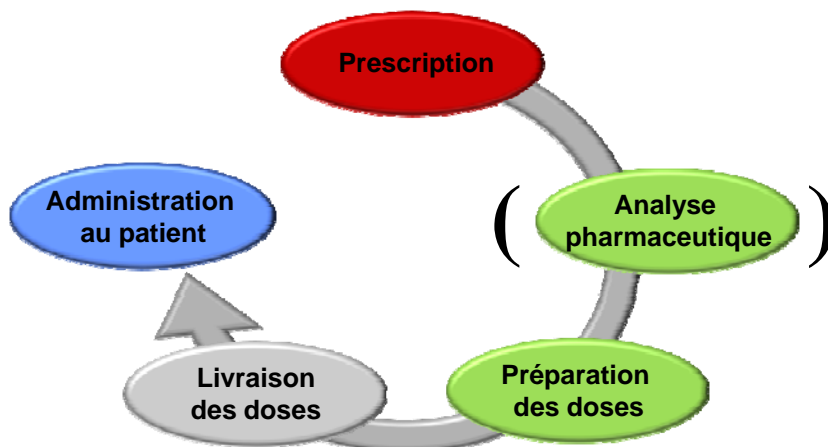 Prescription
( Analyse
pharmaceutique )
Préparation
des doses
Livraison
des doses
Administration
au patient